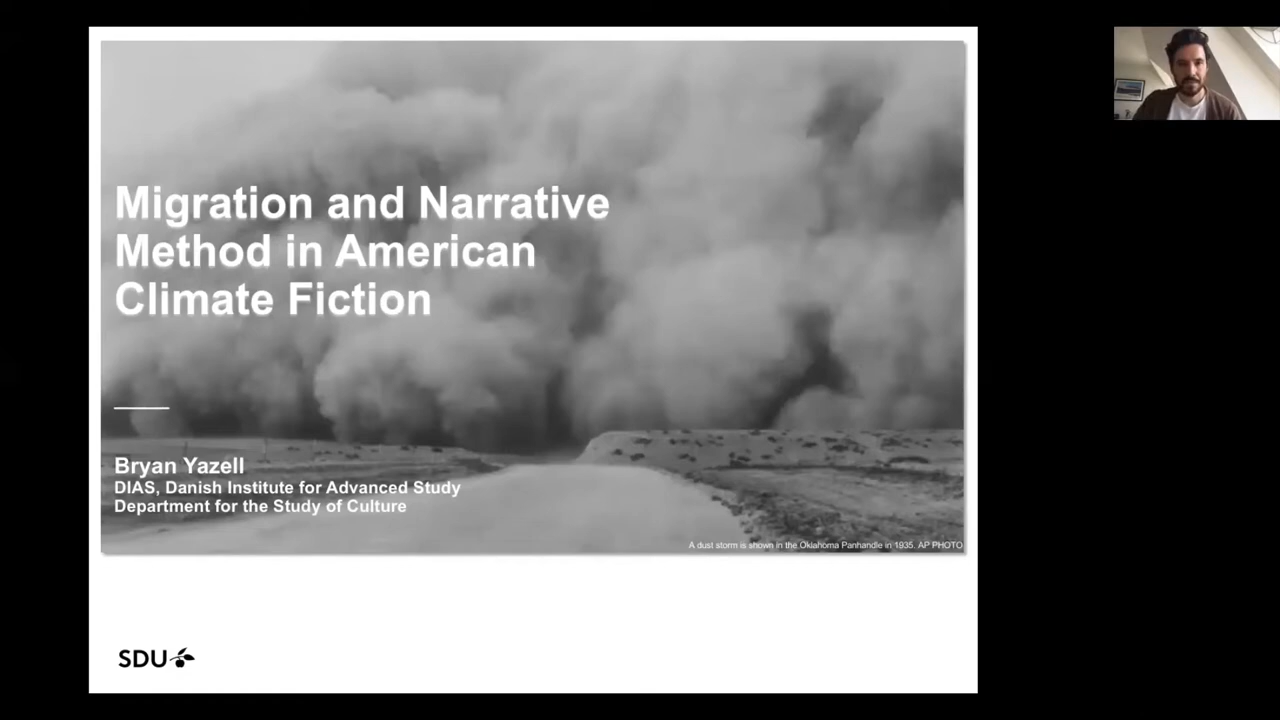 Migration and Narrative
Method in American
Climate Fiction
Bryan Yazell
DIAS, Danish Institute for Advanced Study
Department for the Study of Culture
A dust storm is shown in the Oklahoma Panhandle in 1935. AP PHOTO
SDU